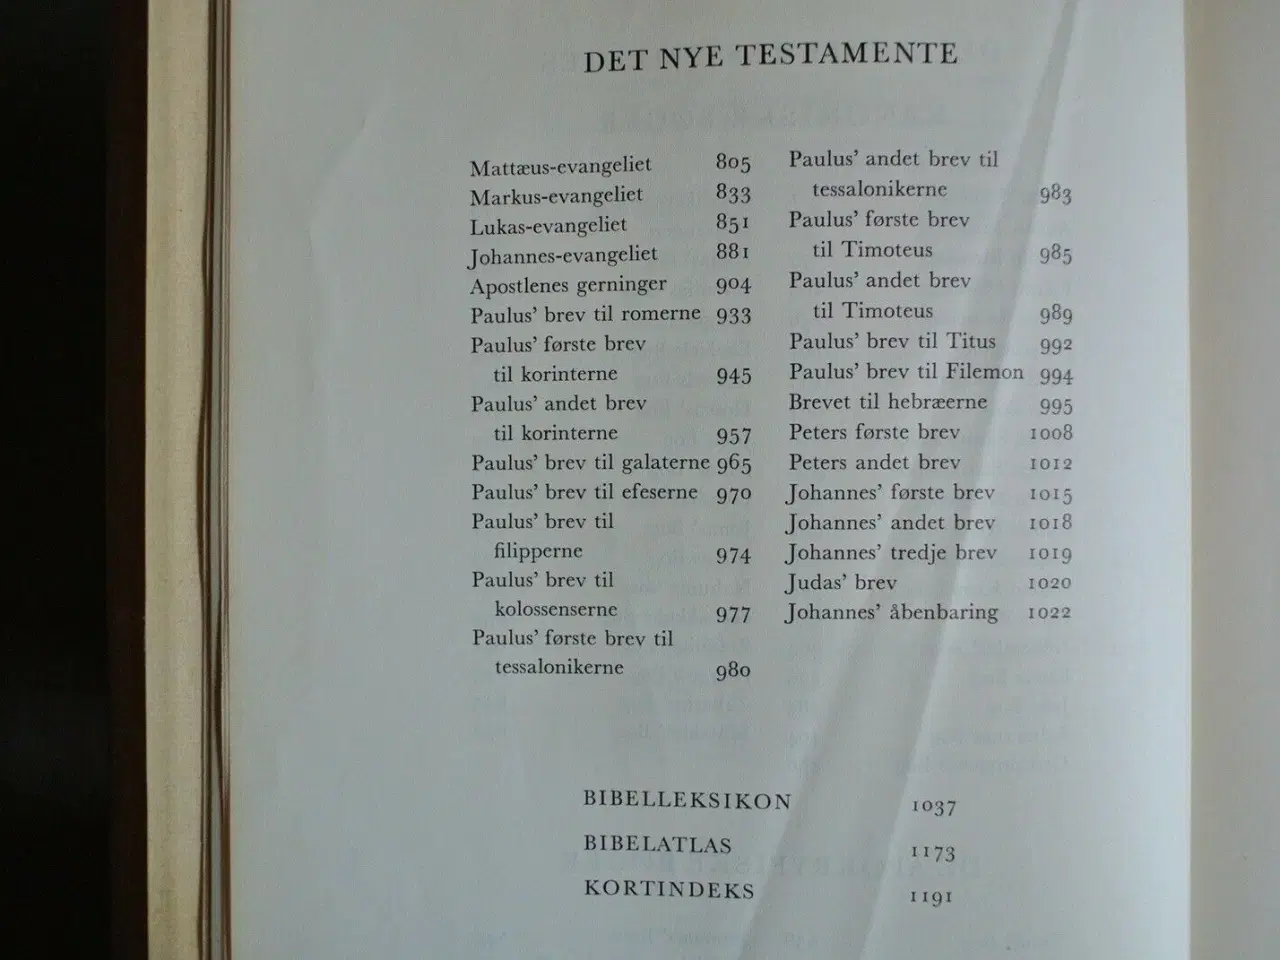 DET NYE TESTAMENTE
Mattæus-evangeliet 805
Markus-evangeliet 833
Lukas-evangeliet 851
Johannes-evangeliet 881
Apostlenes gerninger 904
Paulus’ brev til romerne 933
Paulus’ første brev
til korinterne 945
Paulus’ andet brev
til korinterne 957
Paulus’ brev til galaterne 965
Paulus’ brev til efeserne 970
Paulus’ brev til
filipperne 974
Paulus’ brev til
kolossenserne 977
Paulus’ første brev til
tessalonikerne 980
Paulus’ andet brev til
tessalonikerne 983
Paulus’ første brev
til Timoteus 985
Paulus’ andet brev
til Timoteus 989
Paulus’ brev til Titus 992
Paulus’ brev til Filemon 994
Brevet til hebræerne 995
Peters første brev 1008
Peters andet brev 1012
Johannes’ første brev 1015
Johannes’ andet brev 1018
Johannes’ tredje brev 1019
Judas’ brev 1020
Johannes’ åbenbaring 1022
BIBELLEKSIKON 1037
BIBELATLAS 1173
KORTINDEKS 1191